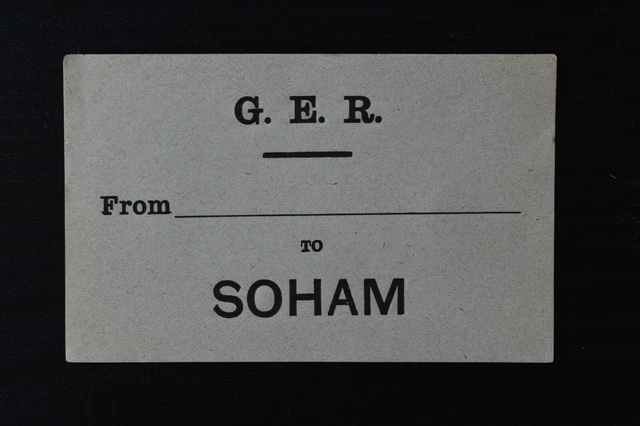 G. E. R.
From
TO
SOHAM